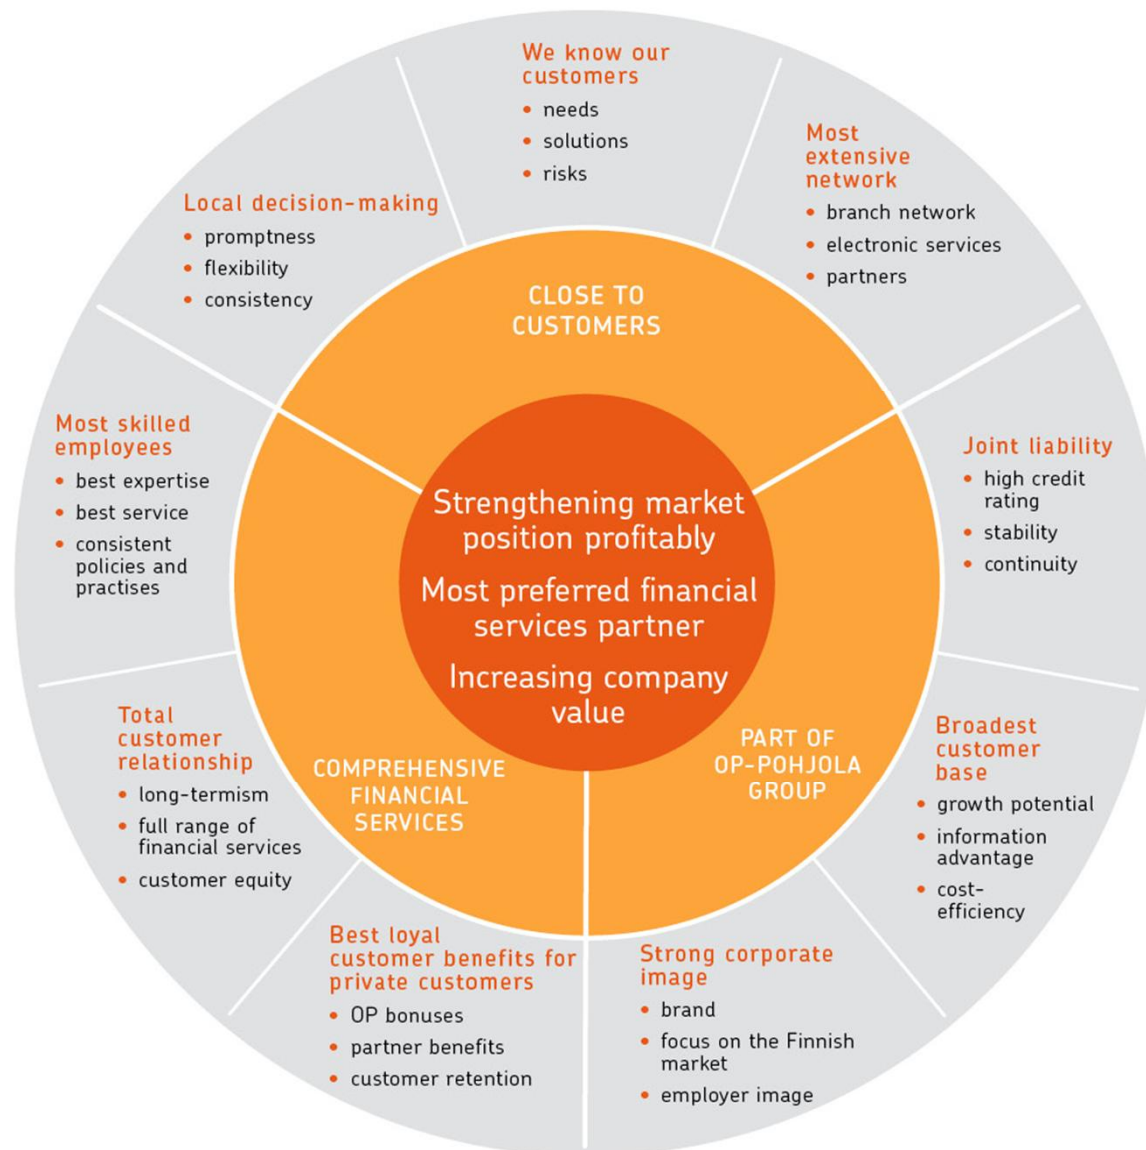 We know our
customers
• needs
• solutions
• risks
Most
extensive
network
• branch network
• electronic services
• partners
Local decision-making
• promptness
• flexibility
• consistency
CLOSE TO
CUSTOMERS
Most skilled
employees
• best expertise
• best service
• consistent
policies and
practises
Joint liability
• high credit
rating
• stability
• continuity
Strengthening market
position profitably
Most preferred financial
services partner
Increasing company
value
Total
customer
relationship
• long-termism
• full range of
financial services
• customer equity
COMPREHENSIVE
FINANCIAL
SERVICES
PART OF
OP-POHJOLA
GROUP
Broadest
customer
base
• growth potential
• information
advantage
• cost-
efficiency
Best loyal
customer benefits for
private customers
• OP bonuses
• partner benefits
• customer retention
Strong corporate
image
• brand
• focus on the Finnish
market
• employer image